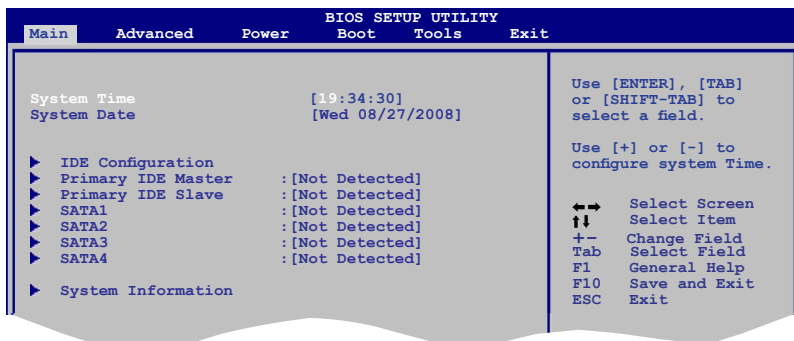 BIOS SETUP UTILITY
Main Advanced Power Boot Tools Exit
System Time [19:34:30]
System Date [Wed 08/27/2008]
IDE Configuration
Primary IDE Master :[Not Detected]
Primary IDE Slave :[Not Detected]
SATA1 :[Not Detected]
SATA2 :[Not Detected]
SATA3 :[Not Detected]
SATA4 :[Not Detected]
System Information
Use [ENTER], [TAB]
or [SHIFT-TAB] to
select a field.
Use [+] or [-] to
configure system Time.
←→ Select Screen
↑↓ Select Item
+- Change Field
Tab Select Field
F1 General Help
F10 Save and Exit
ESC Exit